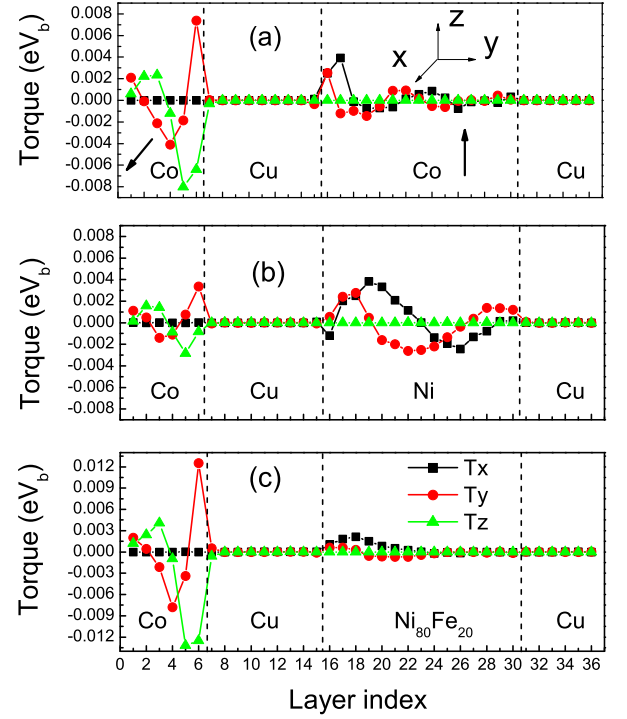 0.008
0.006
0.004
0.002
0.000
-0.002
-0.004
-0.006
-0.008
Torque (eV_b)
(a)
z
y
x
Co
Cu
Co
Cu
0.008
0.006
0.004
0.002
0.000
-0.002
-0.004
-0.006
-0.008
Torque (eV_b)
(b)
Co
Cu
Ni
Cu
0.012
0.009
0.006
0.003
0.000
-0.003
-0.006
-0.009
-0.012
Torque (eV_b)
(c)
Tx
Ty
Tz
Co
Cu
Ni80Fe20
Cu
0 2 4 6 8 10 12 14 16 18 20 22 24 26 28 30 32 34 36
Layer index